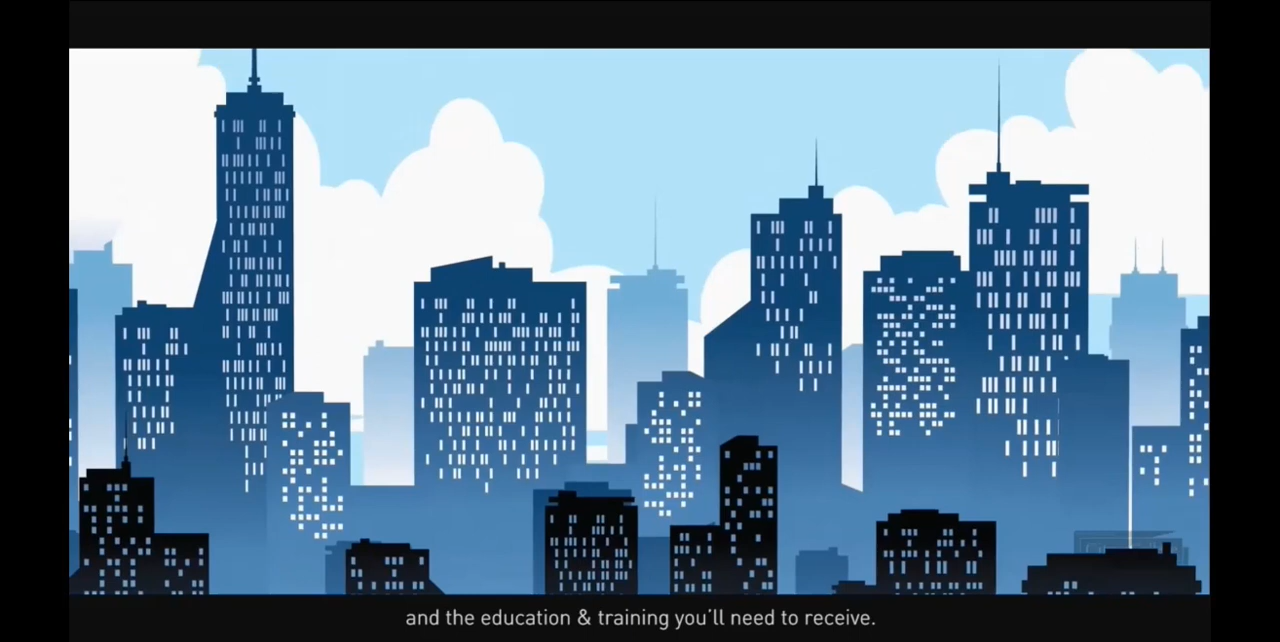 and the education & training you'll need to receive.